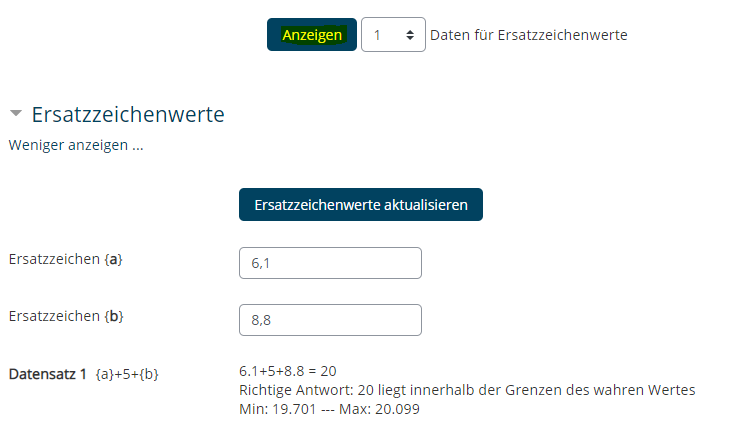 Anzeigen 1 Daten für Ersatzzeichenwerte
Ersatzzeichenwerte
Weniger anzeigen ...
Ersatzzeichenwerte aktualisieren
Ersatzzeichen {a} 6,1
Ersatzzeichen {b} 8,8
Datensatz 1 {a}+5+{b} 6.1+5+8.8 = 20
Richtige Antwort: 20 liegt innerhalb der Grenzen des wahren Wertes
Min: 19.701 --- Max: 20.099